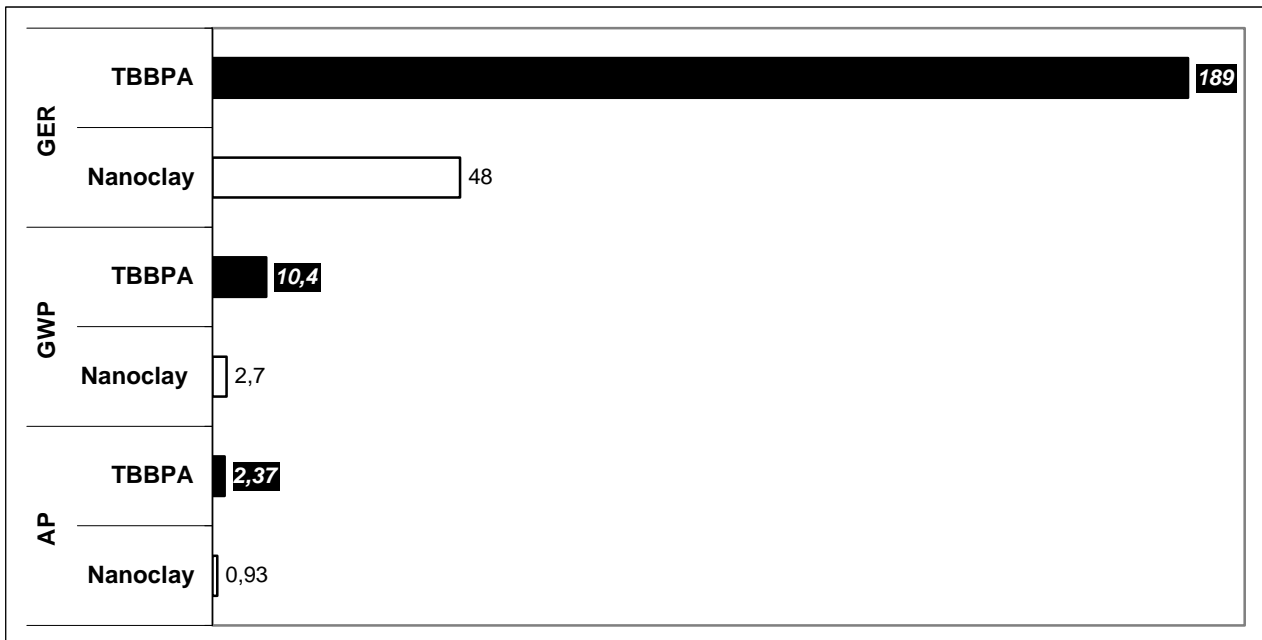 GER
TBBPA
189
Nanoclay
48
GWP
TBBPA
10,4
Nanoclay
2,7
AP
TBBPA
2,37
Nanoclay
0,93